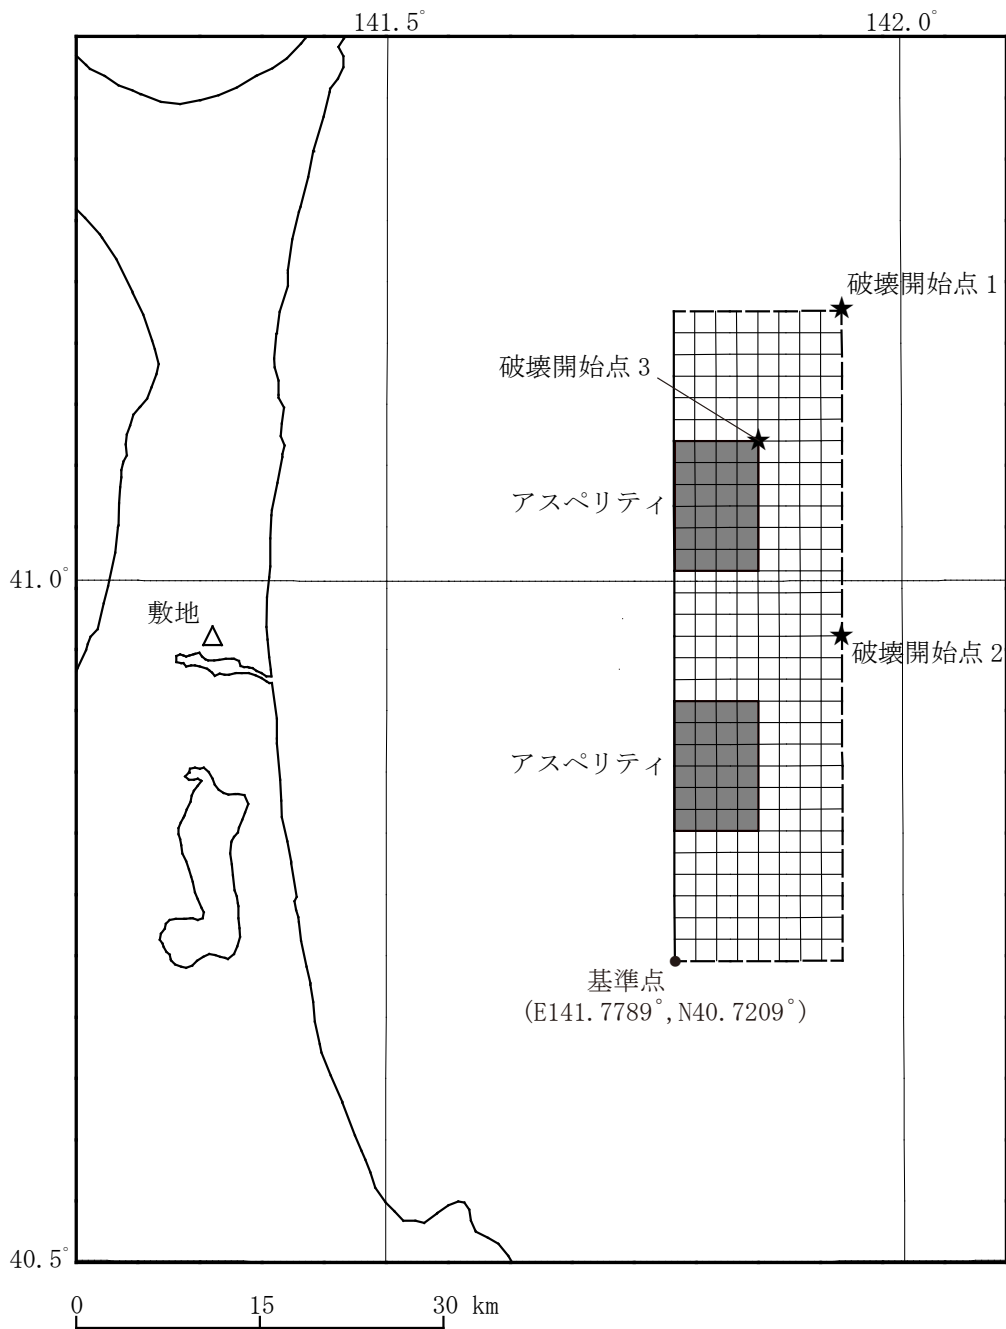 141.5°
142.0°
破壊開始点 1
破壊開始点 3
アスペリティ
41.0°
敷地
破壊開始点 2
アスペリティ
基準点
(E141.7789°, N40.7209°)
40.5°
0 15 30 km